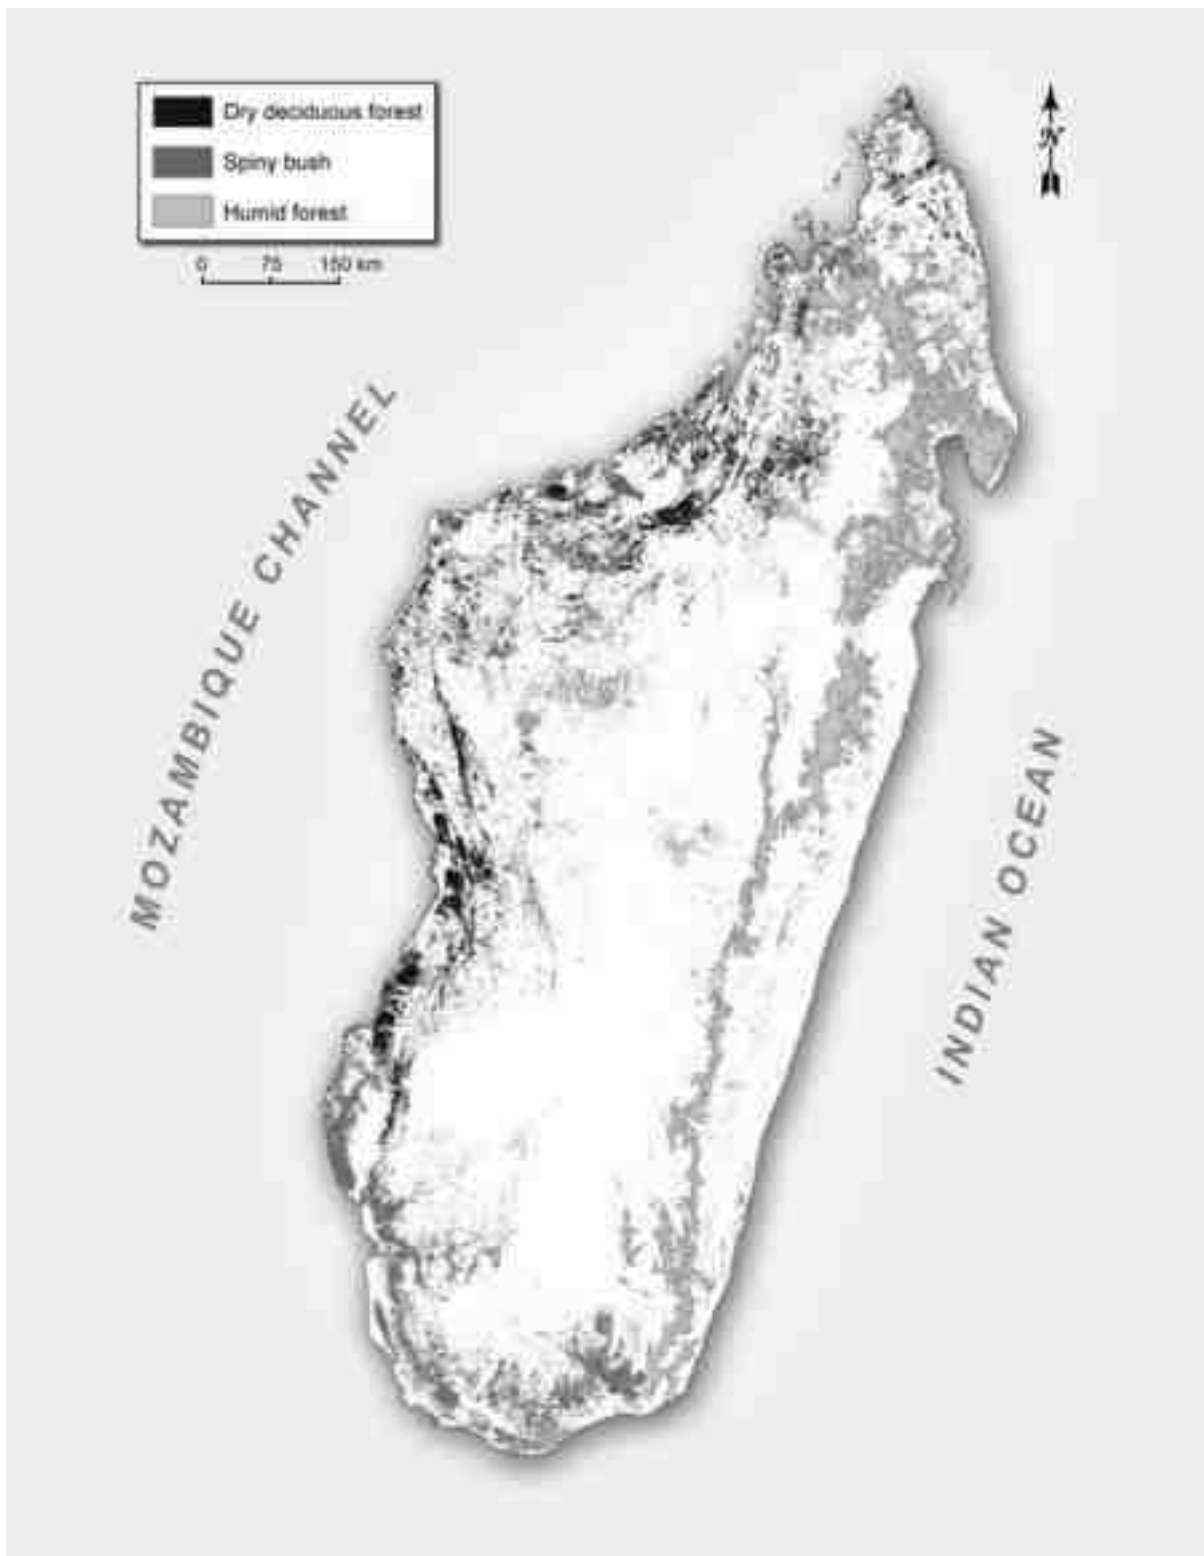 Dry deciduous forest
Spiny bush
Humid forest
0 75 150 km
N
MOZAMBIQUE CHANNEL
INDIAN OCEAN